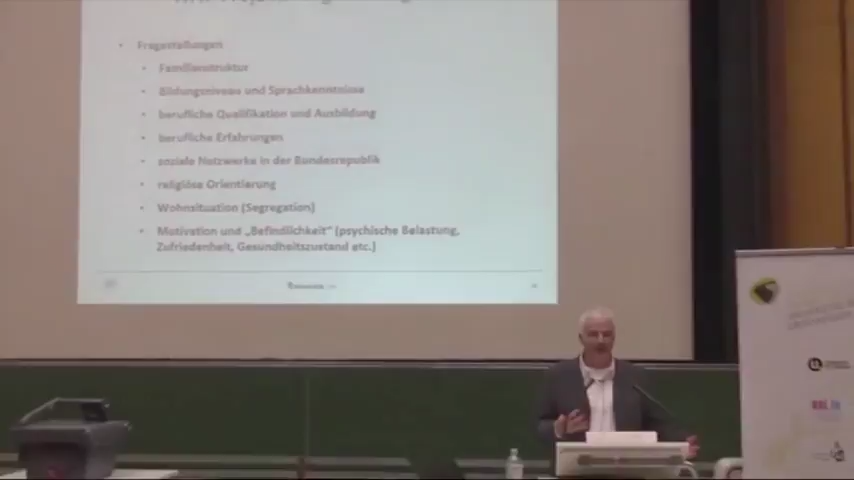 • Fragestellungen
• Familienstruktur
• Bildungsniveau und Sprachkenntnisse
• berufliche Qualifikation und Ausbildung
• berufliche Erfahrungen
• soziale Netzwerke in der Bundesrepublik
• religiöse Orientierung
• Wohnsituation (Segregation)
• Motivation und „Befindlichkeit“ (psychische Belastung,
Zufriedenheit, Gesundheitszustand etc.)